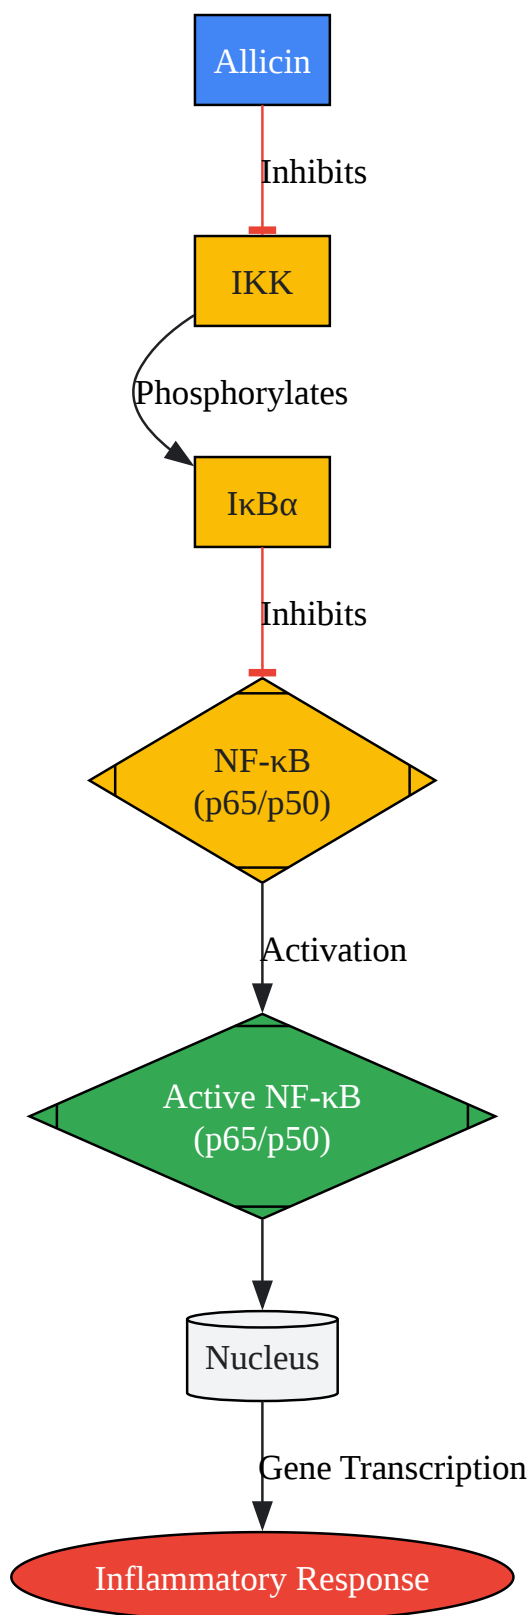 Allicin
Inhibits
IKK
Phosphorylates
IκBα
Inhibits
NF-κB
(p65/p50)
Activation
Active NF-κB
(p65/p50)
Nucleus
Gene Transcription
Inflammatory Response